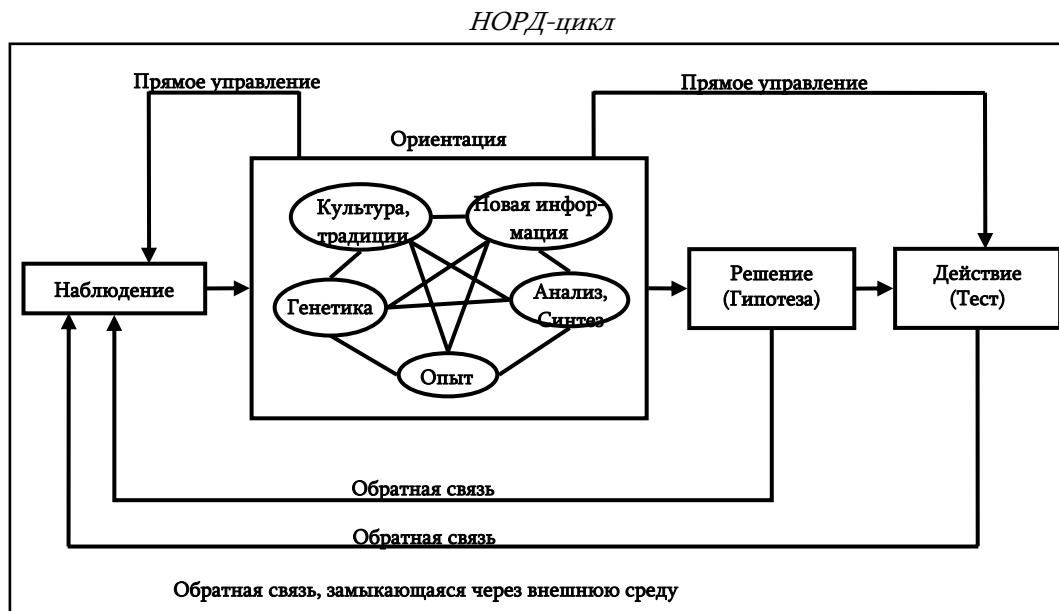 НОРД-цикл
Прямое управление
Прямое управление
Ориентация
Культура,
традиции
Новая инфор-
мация
Наблюдение
Генетика
Анализ,
Синтез
Опыт
Решение
(Гипотеза)
Действие
(Тест)
Обратная связь
Обратная связь
Обратная связь, замыкающаяся через внешнюю среду